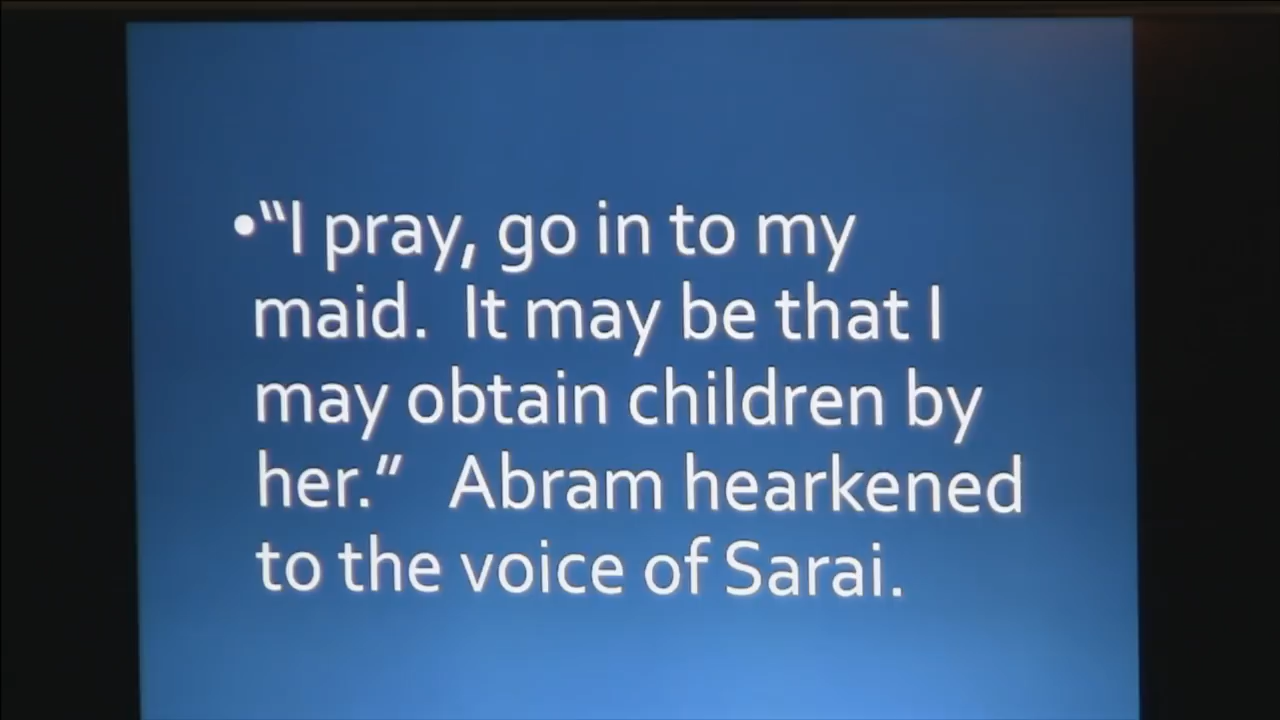 •“I pray, go in to my
maid.  It may be that I
may obtain children by
her.”  Abram hearkened
to the voice of Sarai.